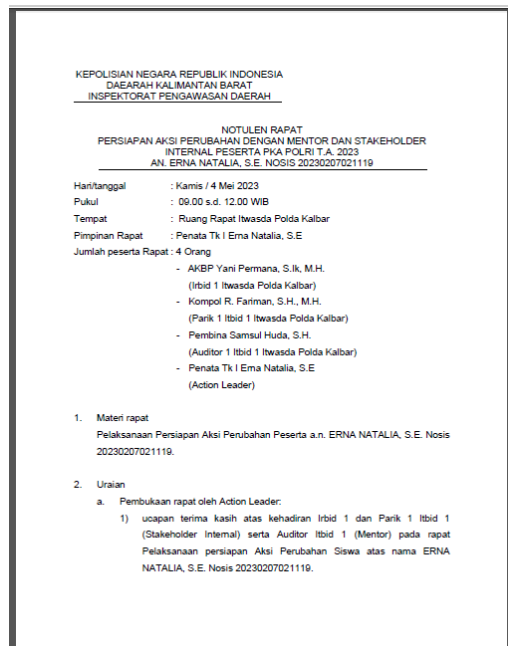 KEPOLISIAN NEGARA REPUBLIK INDONESIA
DAEARAH KALIMANTAN BARAT
INSPEKTORAT PENGAWASAN DAERAH
NOTULEN RAPAT
PERSIAPAN AKSI PERUBAHAN DENGAN MENTOR DAN STAKEHOLDER
INTERNAL PESERTA PKA POLRI T.A. 2023
AN. ERNA NATALIA, S.E. NOSIS 20230207021119
Hari/tanggal : Kamis / 4 Mei 2023
Pukul : 09.00 s.d. 12.00 WIB
Tempat : Ruang Rapat Itwasda Polda Kalbar
Pimpinan Rapat : Penata Tk I Erna Natalia, S.E
Jumlah peserta Rapat : 4 Orang
- AKBP Yani Permana, S.Ik, M.H.
(Irbid 1 Itwasda Polda Kalbar)
- Kompol R. Fariman, S.H., M.H.
(Parik 1 Itbid 1 Itwasda Polda Kalbar)
- Pembina Samsul Huda, S.H.
(Auditor 1 Itbid 1 Itwasda Polda Kalbar)
- Penata Tk I Erna Natalia, S.E
(Action Leader)
1. Materi rapat
Pelaksanaan Persiapan Aksi Perubahan Peserta a.n. ERNA NATALIA, S.E. Nosis
20230207021119.
2. Uraian
a. Pembukaan rapat oleh Action Leader:
1) ucapan terima kasih atas kehadiran Irbid 1 dan Parik 1 Itbid 1
(Stakeholder Internal) serta Auditor Itbid 1 (Mentor) pada rapat
Pelaksanaan persiapan Aksi Perubahan Siswa atas nama ERNA
NATALIA, S.E. Nosis 20230207021119.